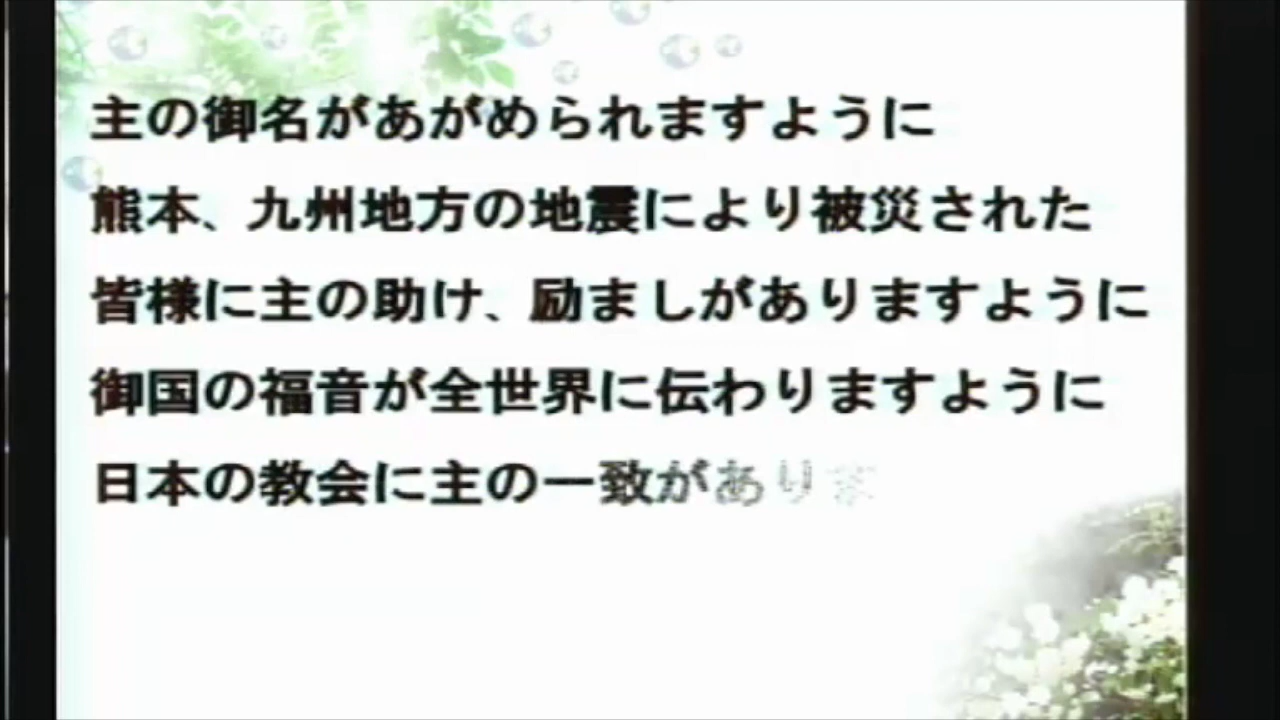 主の御名があがめられますように
熊本、九州地方の地震により被災された
皆様に主の助け、励ましがありますように
御国の福音が全世界に伝わりますように
日本の教会に主の一致がありま